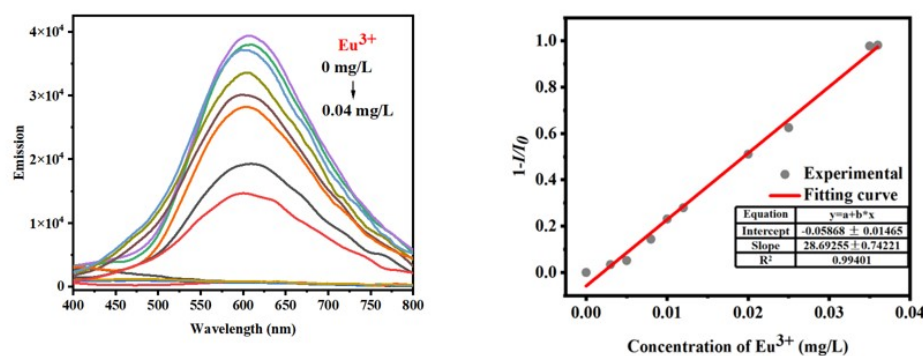 4×10⁴
3×10⁴
2×10⁴
1×10⁴
0
Emission
Eu³⁺
0 mg/L
0.04 mg/L
400 450 500 550 600 650 700 750 800
Wavelength (nm)
1.0
0.8
0.6
0.4
0.2
0.0
1-I/I0
Experimental
Fitting curve
Equation y=a+b*x
Intercept -0.05868 ± 0.01465
Slope 28.69255±0.74221
R² 0.99401
0.00 0.01 0.02 0.03 0.04
Concentration of Eu³⁺ (mg/L)